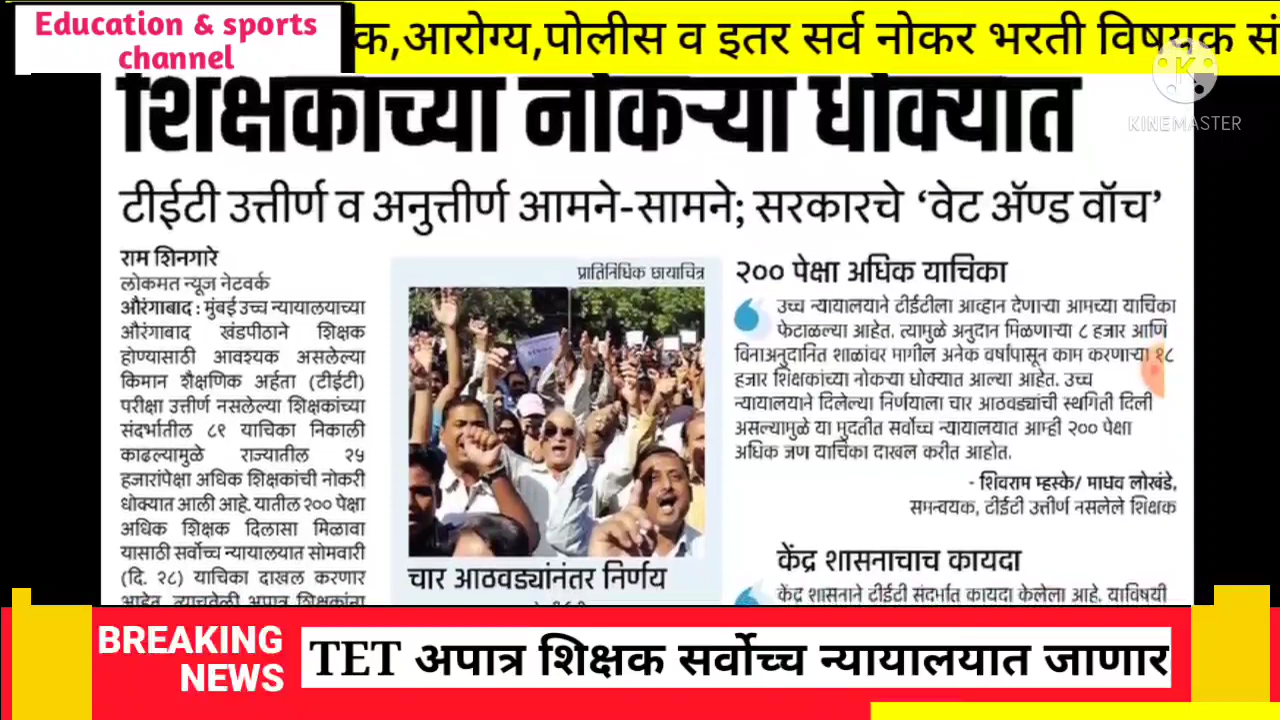 Education & sports
channel
क,आरोग्य,पोलीस व इतर सर्व नोकर भरती विषयक सं
KINEMASTER
शिक्षकांच्या नोकऱ्या धोक्यात
टीईटी उत्तीर्ण व अनुत्तीर्ण आमने-सामने; सरकारचे ‘वेट ॲण्ड वॉच’
राम शिनगारे
लोकमत न्यूज नेटवर्क
औरंगाबाद : मुंबई उच्च न्यायालयाच्या
औरंगाबाद खंडपीठाने शिक्षक
होण्यासाठी आवश्यक असलेल्या
किमान शैक्षणिक अर्हता (टीईटी)
परीक्षा उत्तीर्ण नसलेल्या शिक्षकांच्या
संदर्भातील ८९ याचिका निकाली
काढल्यामुळे राज्यातील २५
हजारांपेक्षा अधिक शिक्षकांची नोकरी
धोक्यात आली आहे. यातील २०० पेक्षा
अधिक शिक्षक दिलासा मिळावा
यासाठी सर्वोच्च न्यायालयात सोमवारी
(दि. २८) याचिका दाखल करणार
आहेत. त्याचवेळी अपात्र शिक्षकांना
प्रातिनिधिक छायाचित्र
चार आठवड्यांनंतर निर्णय
२०० पेक्षा अधिक याचिका
उच्च न्यायालयाने टीईटीला आव्हान देणाऱ्या आमच्या याचिका
फेटाळल्या आहेत. त्यामुळे अनुदान मिळणाऱ्या ८ हजार आणि
विनाअनुदानित शाळांवर मागील अनेक वर्षांपासून काम करणाऱ्या १८
हजार शिक्षकांच्या नोकऱ्या धोक्यात आल्या आहेत. उच्च
न्यायालयाने दिलेल्या निर्णयाला चार आठवड्यांची स्थगिती दिली
असल्यामुळे या मुदतीत सर्वोच्च न्यायालयात आम्ही २०० पेक्षा
अधिक जण याचिका दाखल करीत आहोत.
- शिवराम म्हस्के/ माधव लोखंडे,
समन्वयक, टीईटी उत्तीर्ण नसलेले शिक्षक
केंद्र शासनाचाच कायदा
केंद्र शासनाने टीईटी संदर्भात कायदा केलेला आहे. याविषयी
BREAKING
NEWS
TET अपात्र शिक्षक सर्वोच्च न्यायालयात जाणार